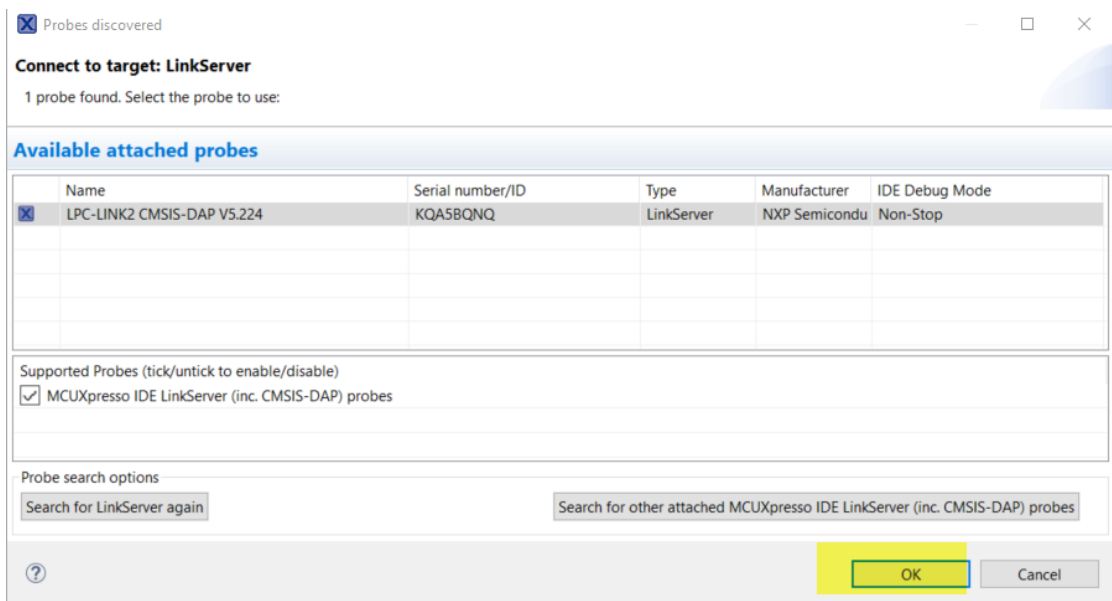 Probes discovered
Connect to target: LinkServer
1 probe found. Select the probe to use:
Available attached probes
Name Serial number/ID Type Manufacturer IDE Debug Mode
LPC-LINK2 CMSIS-DAP V5.224 KQA5BQNQ LinkServer NXP Semicondu Non-Stop
Supported Probes (tick/untick to enable/disable)
MCUXpresso IDE LinkServer (inc. CMSIS-DAP) probes
Probe search options
Search for LinkServer again Search for other attached MCUXpresso IDE LinkServer (inc. CMSIS-DAP) probes
? OK Cancel